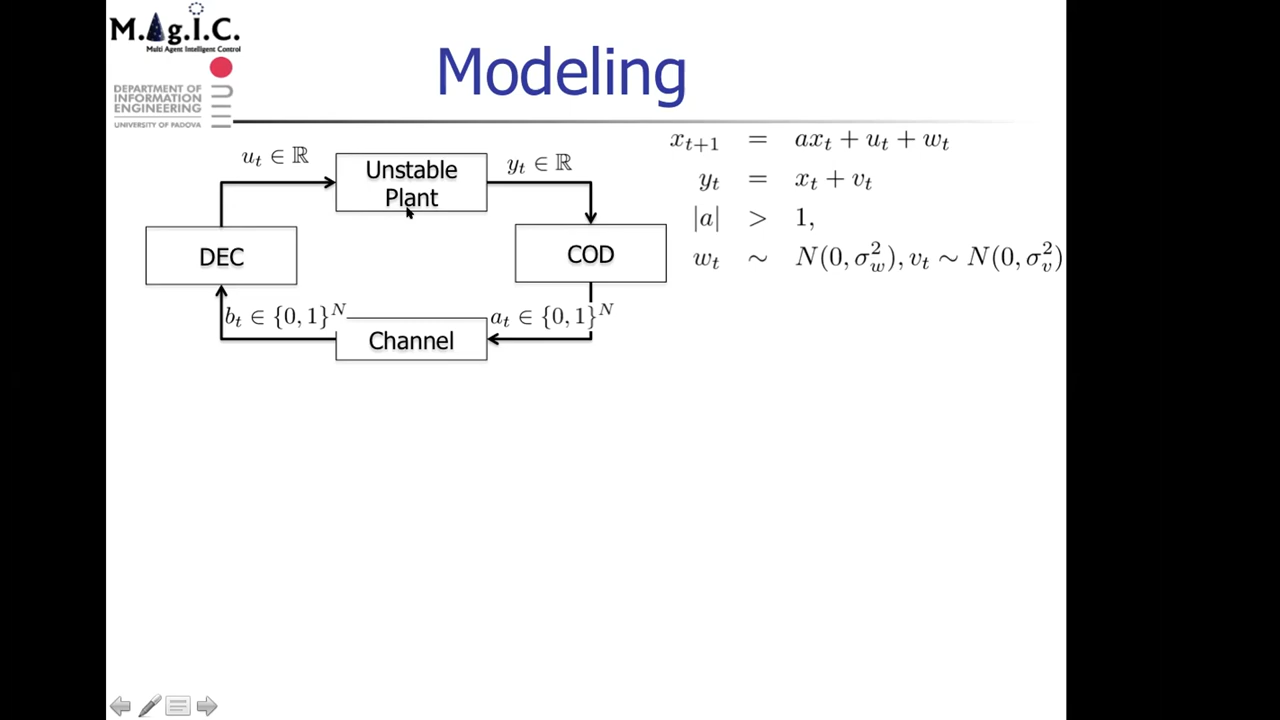 M.AgI.C.
Multi Agent Intelligent Control
DEPARTMENT OF
INFORMATION
ENGINEERING
UNIVERSITY OF PADOVA
Modeling
u_t ∈ ℝ
Unstable
Plant
y_t ∈ ℝ
DEC
COD
b_t ∈ {0, 1}^N
Channel
a_t ∈ {0, 1}^N
x_{t+1} = ax_t + u_t + w_t
y_t = x_t + v_t
|a| > 1,
w_t ∼ N(0, σ_w^2), v_t ∼ N(0, σ_v^2)